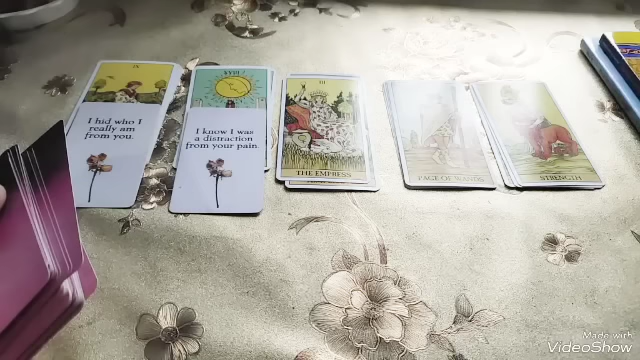 I hid who I
really am
from you.
XVIII
I know I was
a distraction
from your pain
III
THE EMPRESS
PAGE OF WANDS
STRENGTH
Made with
VideoShow